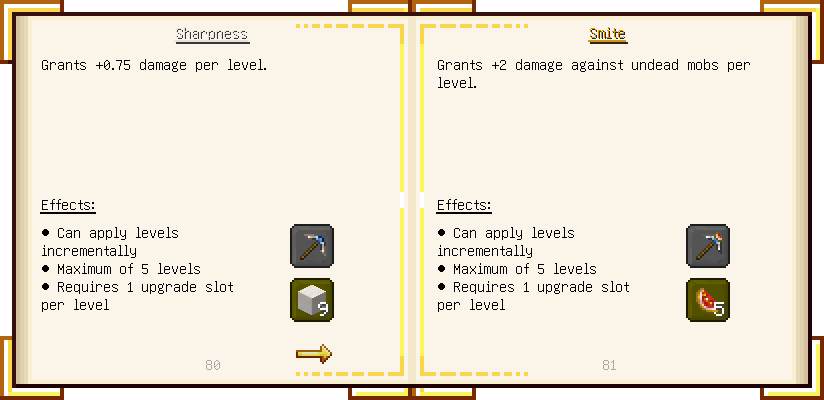 Sharpness
Grants +0.75 damage per level.
Effects:
• Can apply levels
incrementally
• Maximum of 5 levels
• Requires 1 upgrade slot
per level
9
80
Smite
Grants +2 damage against undead mobs per
level.
Effects:
• Can apply levels
incrementally
• Maximum of 5 levels
• Requires 1 upgrade slot
per level
5
81